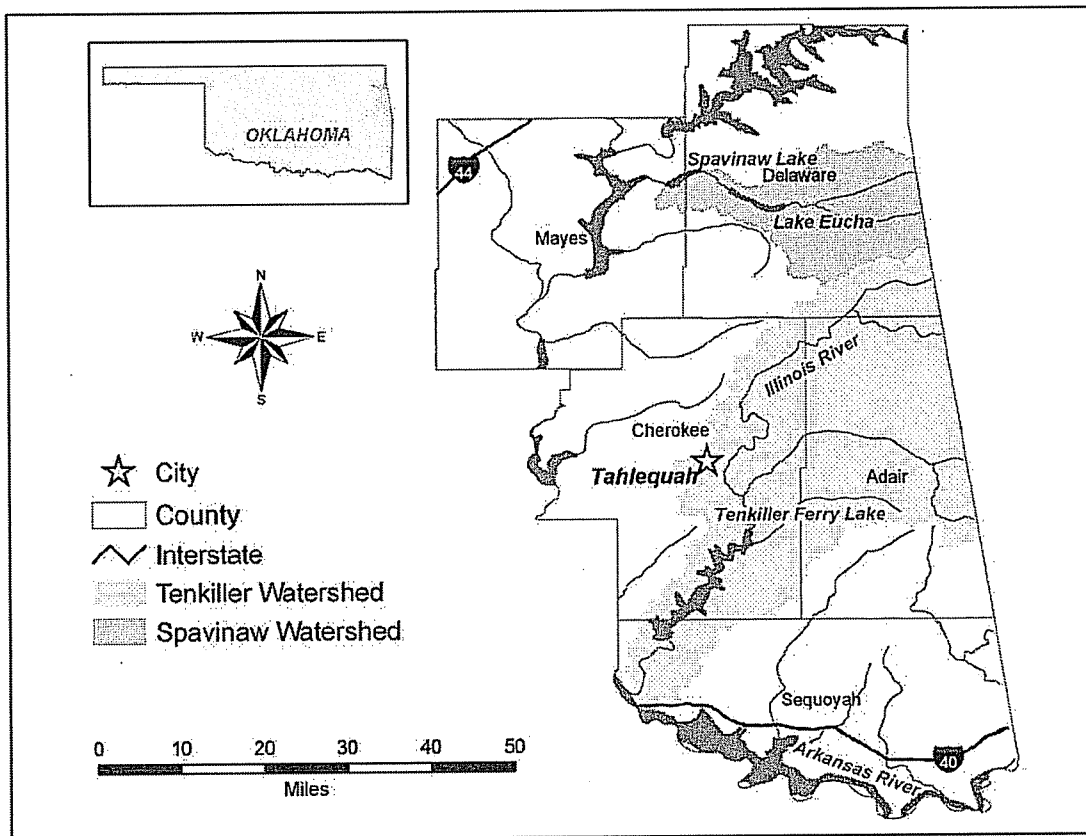 OKLAHOMA
44
Spavinaw Lake
Delaware
Lake Eucha
Mayes
N
W
E
S
Illinois River
Cherokee
Tahlequah
Adair
Tenkiller Ferry Lake
City
County
Interstate
Tenkiller Watershed
Spavinaw Watershed
Sequoyah
Arkansas River
40
0 10 20 30 40 50
Miles